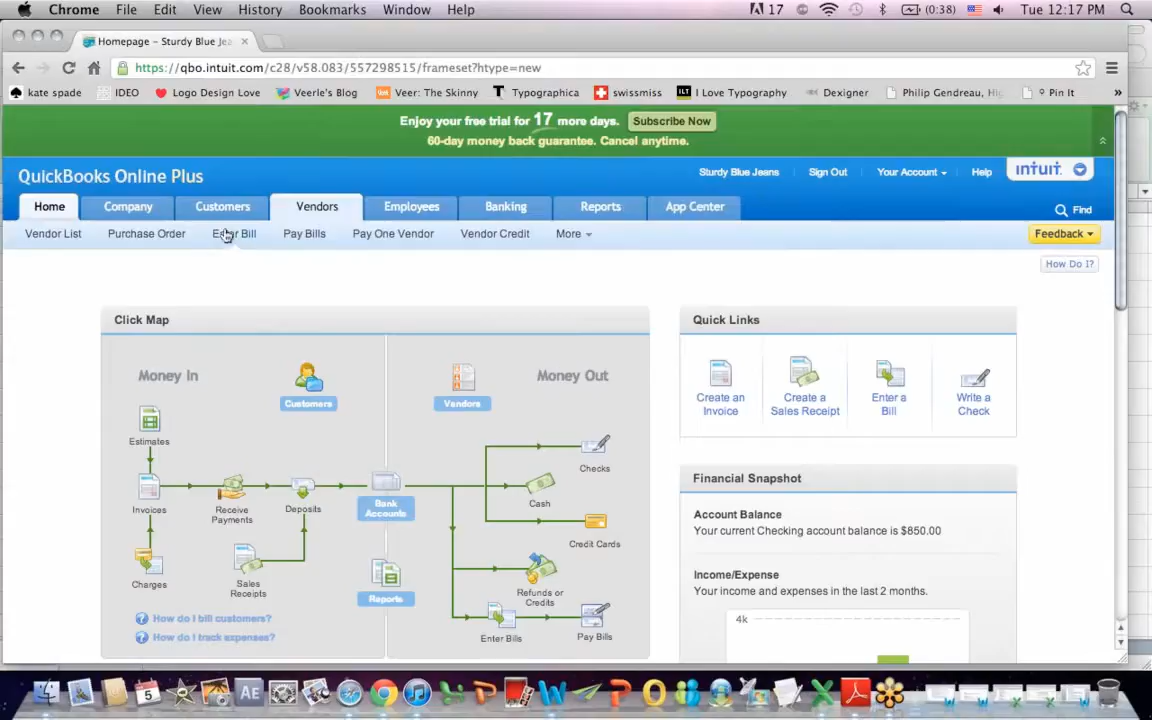 Chrome File Edit View History Bookmarks Window Help 17 (0:38) Tue 12:17 PM
Homepage – Sturdy Blue Jea
https://qbo.intuit.com/c28/v58.083/557298515/frameset?htype=new
kate spade IDEO Logo Design Love Veerle's Blog Veer: The Skinny Typographica swissmiss ILT I Love Typography Dexigner Philip Gendreau, Hi Pin It »
Enjoy your free trial for 17 more days. Subscribe Now
60-day money back guarantee. Cancel anytime.
QuickBooks Online Plus Sturdy Blue Jeans Sign Out Your Account Help intuit
Home Company Customers Vendors Employees Banking Reports App Center Find
Vendor List Purchase Order Enter Bill Pay Bills Pay One Vendor Vendor Credit More Feedback
How Do I?
Click Map
Money In
Customers
Vendors
Money Out
Estimates
Checks
Invoices
Receive
Payments
Deposits
Bank
Accounts
Cash
Credit Cards
Charges
Sales
Receipts
Reports
Refunds or
Credits
Enter Bills
Pay Bills
How do I bill customers?
How do I track expenses?
Quick Links
Create an
Invoice
Create a
Sales Receipt
Enter a
Bill
Write a
Check
Financial Snapshot
Account Balance
Your current Checking account balance is $850.00
Income/Expense
Your income and expenses in the last 2 months.
4k
5
AE